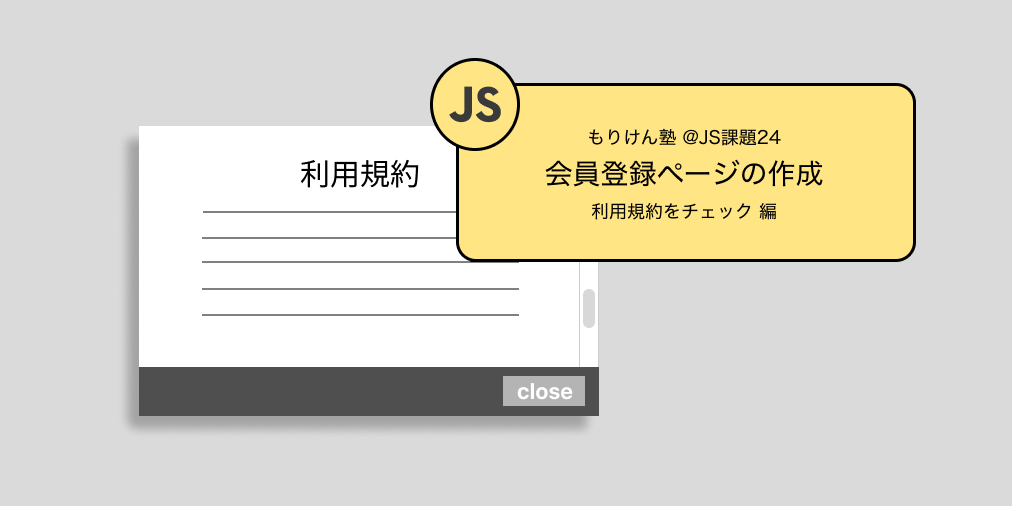 JS
もりけん塾 @JS課題24
会員登録ページの作成
利用規約をチェック 編
利用規約
close